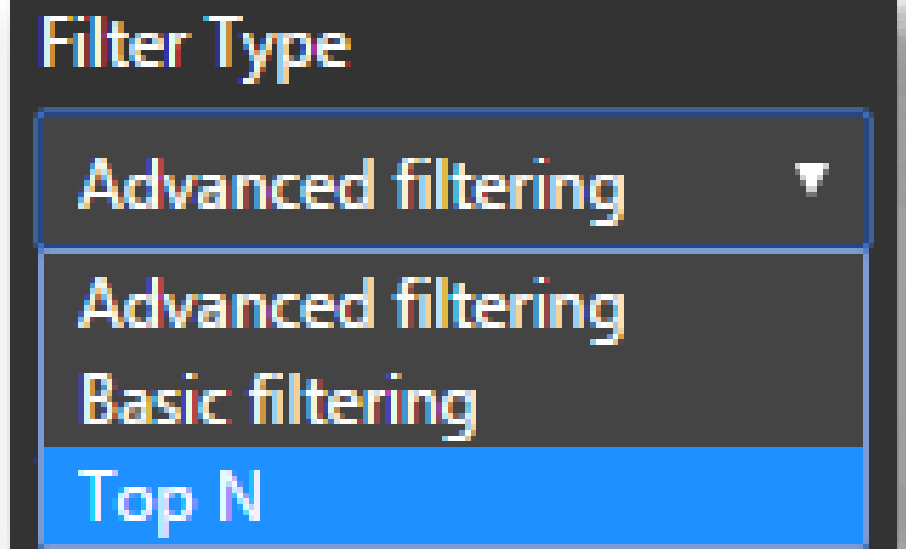 Filter Type
Advanced filtering
Advanced filtering
Basic filtering
Top N